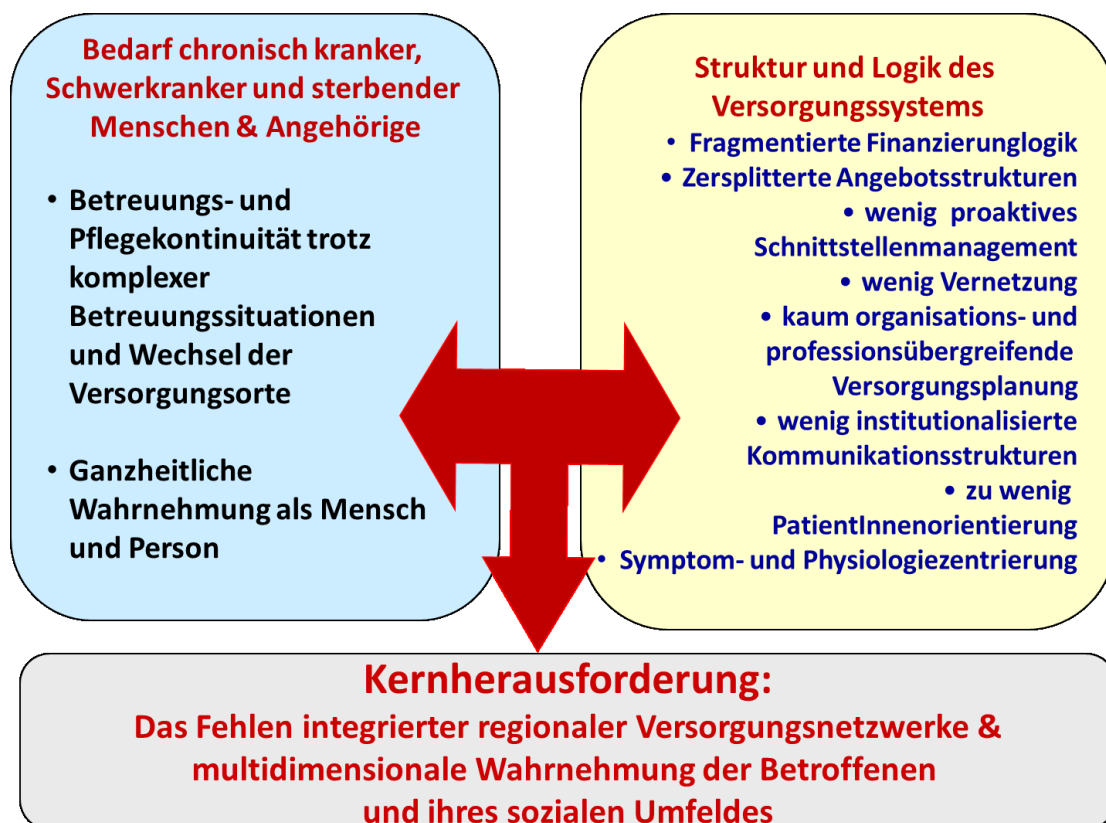 Bedarf chronisch kranker,
Schwerkranker und sterbender
Menschen & Angehörige
• Betreuungs- und
Pflegekontinuität trotz
komplexer
Betreuungssituationen
und Wechsel der
Versorgungsorte
• Ganzheitliche
Wahrnehmung als Mensch
und Person
Struktur und Logik des
Versorgungssystems
• Fragmentierte Finanzierunglogik
• Zersplitterte Angebotsstrukturen
• wenig proaktives
Schnittstellenmanagement
• wenig Vernetzung
• kaum organisations- und
professionsübergreifende
Versorgungsplanung
• wenig institutionalisierte
Kommunikationsstrukturen
• zu wenig
PatientInnenorientierung
• Symptom- und Physiologiezentrierung
Kernherausforderung:
Das Fehlen integrierter regionaler Versorgungsnetzwerke &
multidimensionale Wahrnehmung der Betroffenen
und ihres sozialen Umfeldes